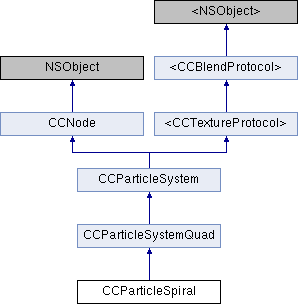 <NSObject>
NSObject
<CCBlendProtocol>
CCNode
<CCTextureProtocol>
CCParticleSystem
CCParticleSystemQuad
CCParticleSpiral